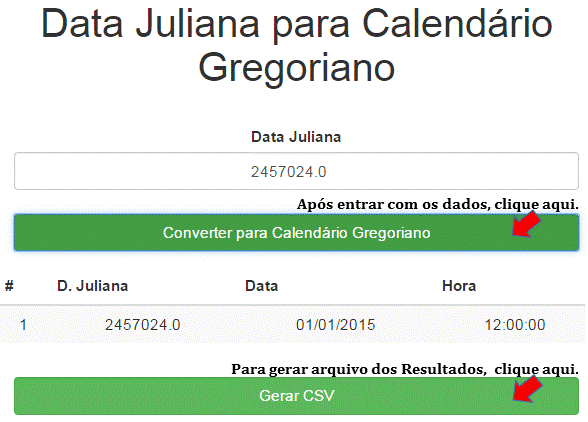 Data Juliana para Calendário
Gregoriano
Data Juliana
2457024.0
Após entrar com os dados, clique aqui.
Converter para Calendário Gregoriano
# D. Juliana Data Hora
1 2457024.0 01/01/2015 12:00:00
Para gerar arquivo dos Resultados, clique aqui.
Gerar CSV